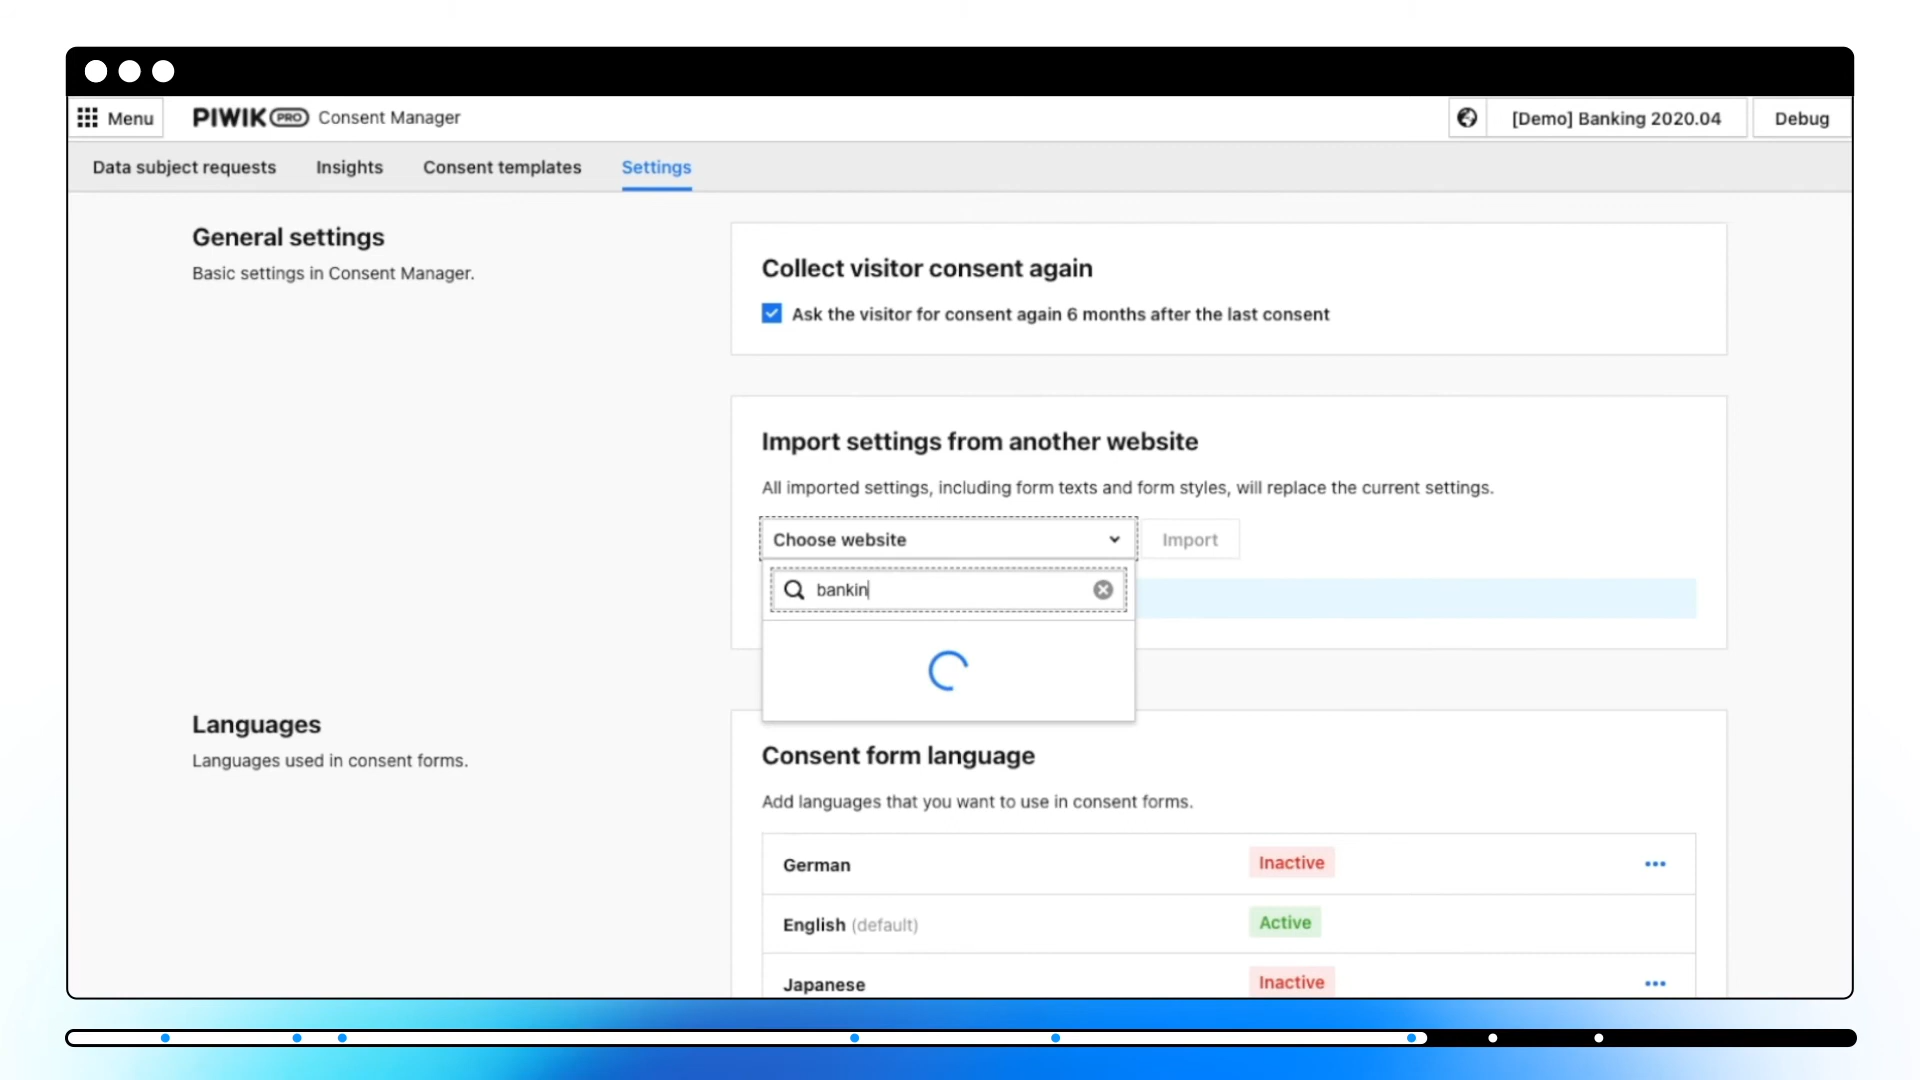 Menu
PIWIK PRO Consent Manager
[Demo] Banking 2020.04
Debug
Data subject requests
Insights
Consent templates
Settings
General settings
Basic settings in Consent Manager.
Collect visitor consent again
Ask the visitor for consent again 6 months after the last consent
Import settings from another website
All imported settings, including form texts and form styles, will replace the current settings.
Choose website
Import
bankin
Languages
Languages used in consent forms.
Consent form language
Add languages that you want to use in consent forms.
German
Inactive
English (default)
Active
Japanese
Inactive